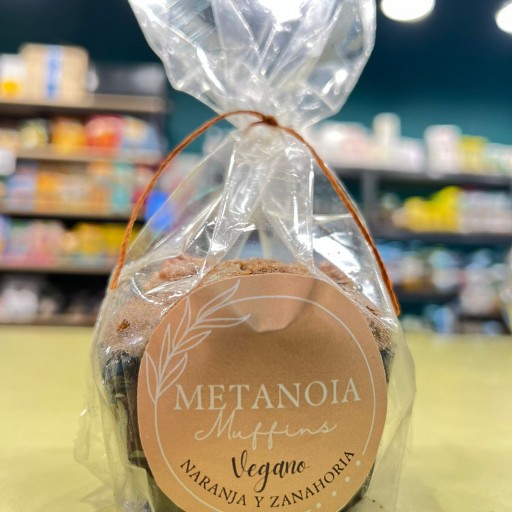 METANOIA
Muffins
Vegano
NARANJA Y ZANAHORIA